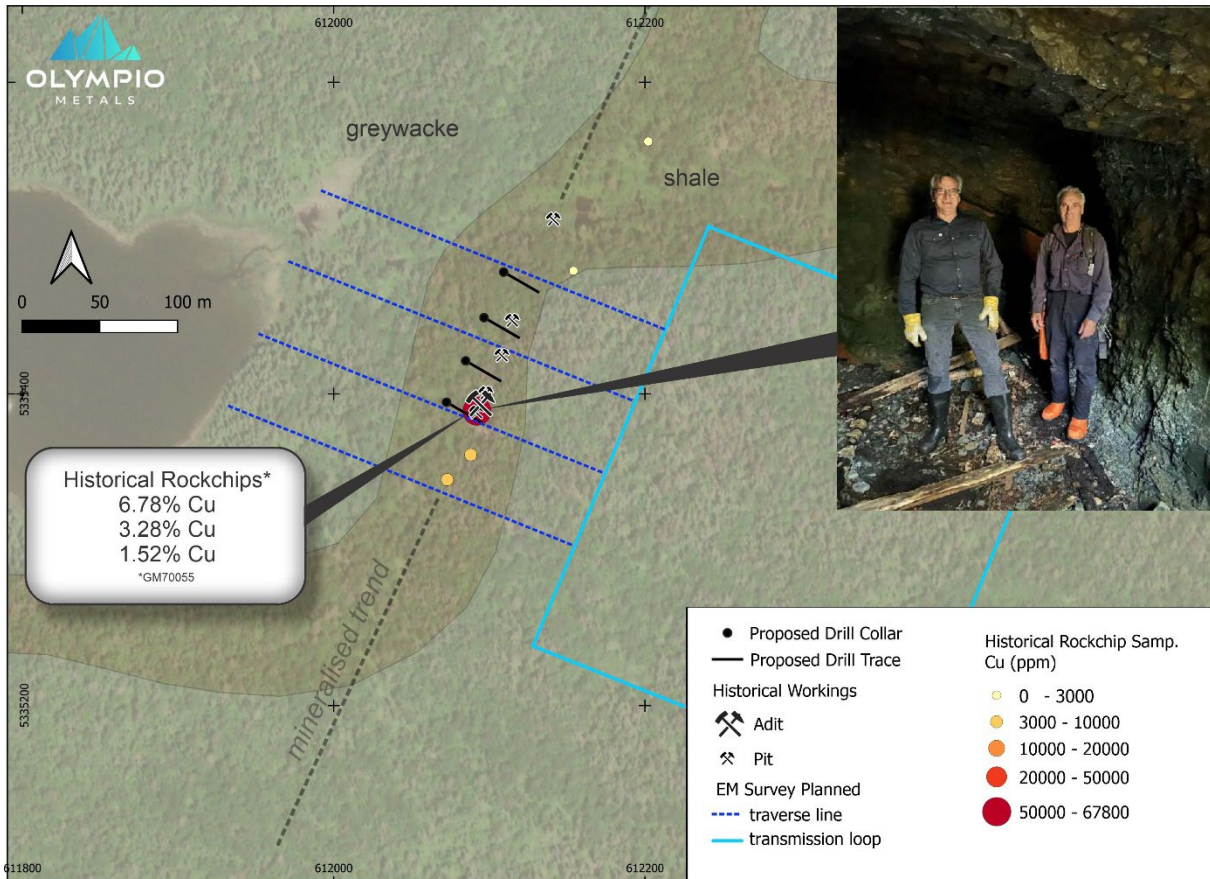 OLYMPIO
METALS
612000
612200
greywacke
shale
0 50 100 m
5339400
Historical Rockchips*
6.78% Cu
3.28% Cu
1.52% Cu
*GM70055
mineralised trend
5335200
611800
612000
612200
Proposed Drill Collar
Proposed Drill Trace
Historical Workings
Adit
Pit
EM Survey Planned
traverse line
transmission loop
Historical Rockchip Samp.
Cu (ppm)
0 - 3000
3000 - 10000
10000 - 20000
20000 - 50000
50000 - 67800